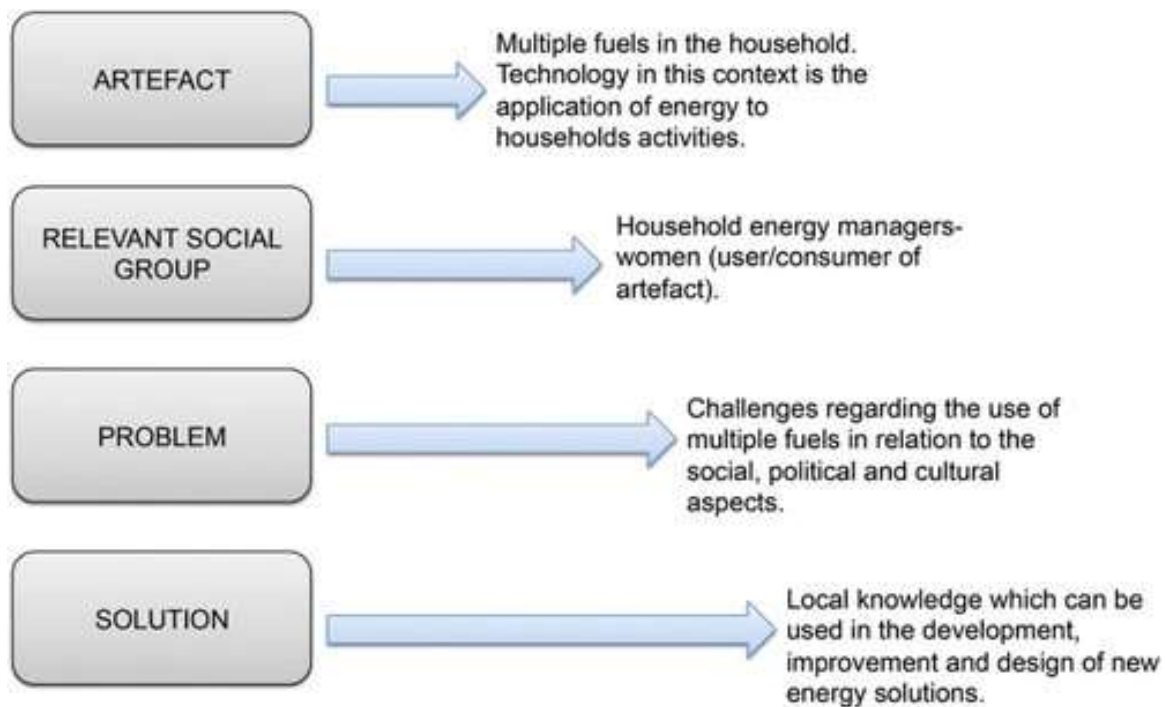 ARTEFACT
Multiple fuels in the household.
Technology in this context is the
application of energy to
households activities.
RELEVANT SOCIAL
GROUP
Household energy managers-
women (user/consumer of
artefact).
PROBLEM
Challenges regarding the use of
multiple fuels in relation to the
social, political and cultural
aspects.
SOLUTION
Local knowledge which can be
used in the development,
improvement and design of new
energy solutions.